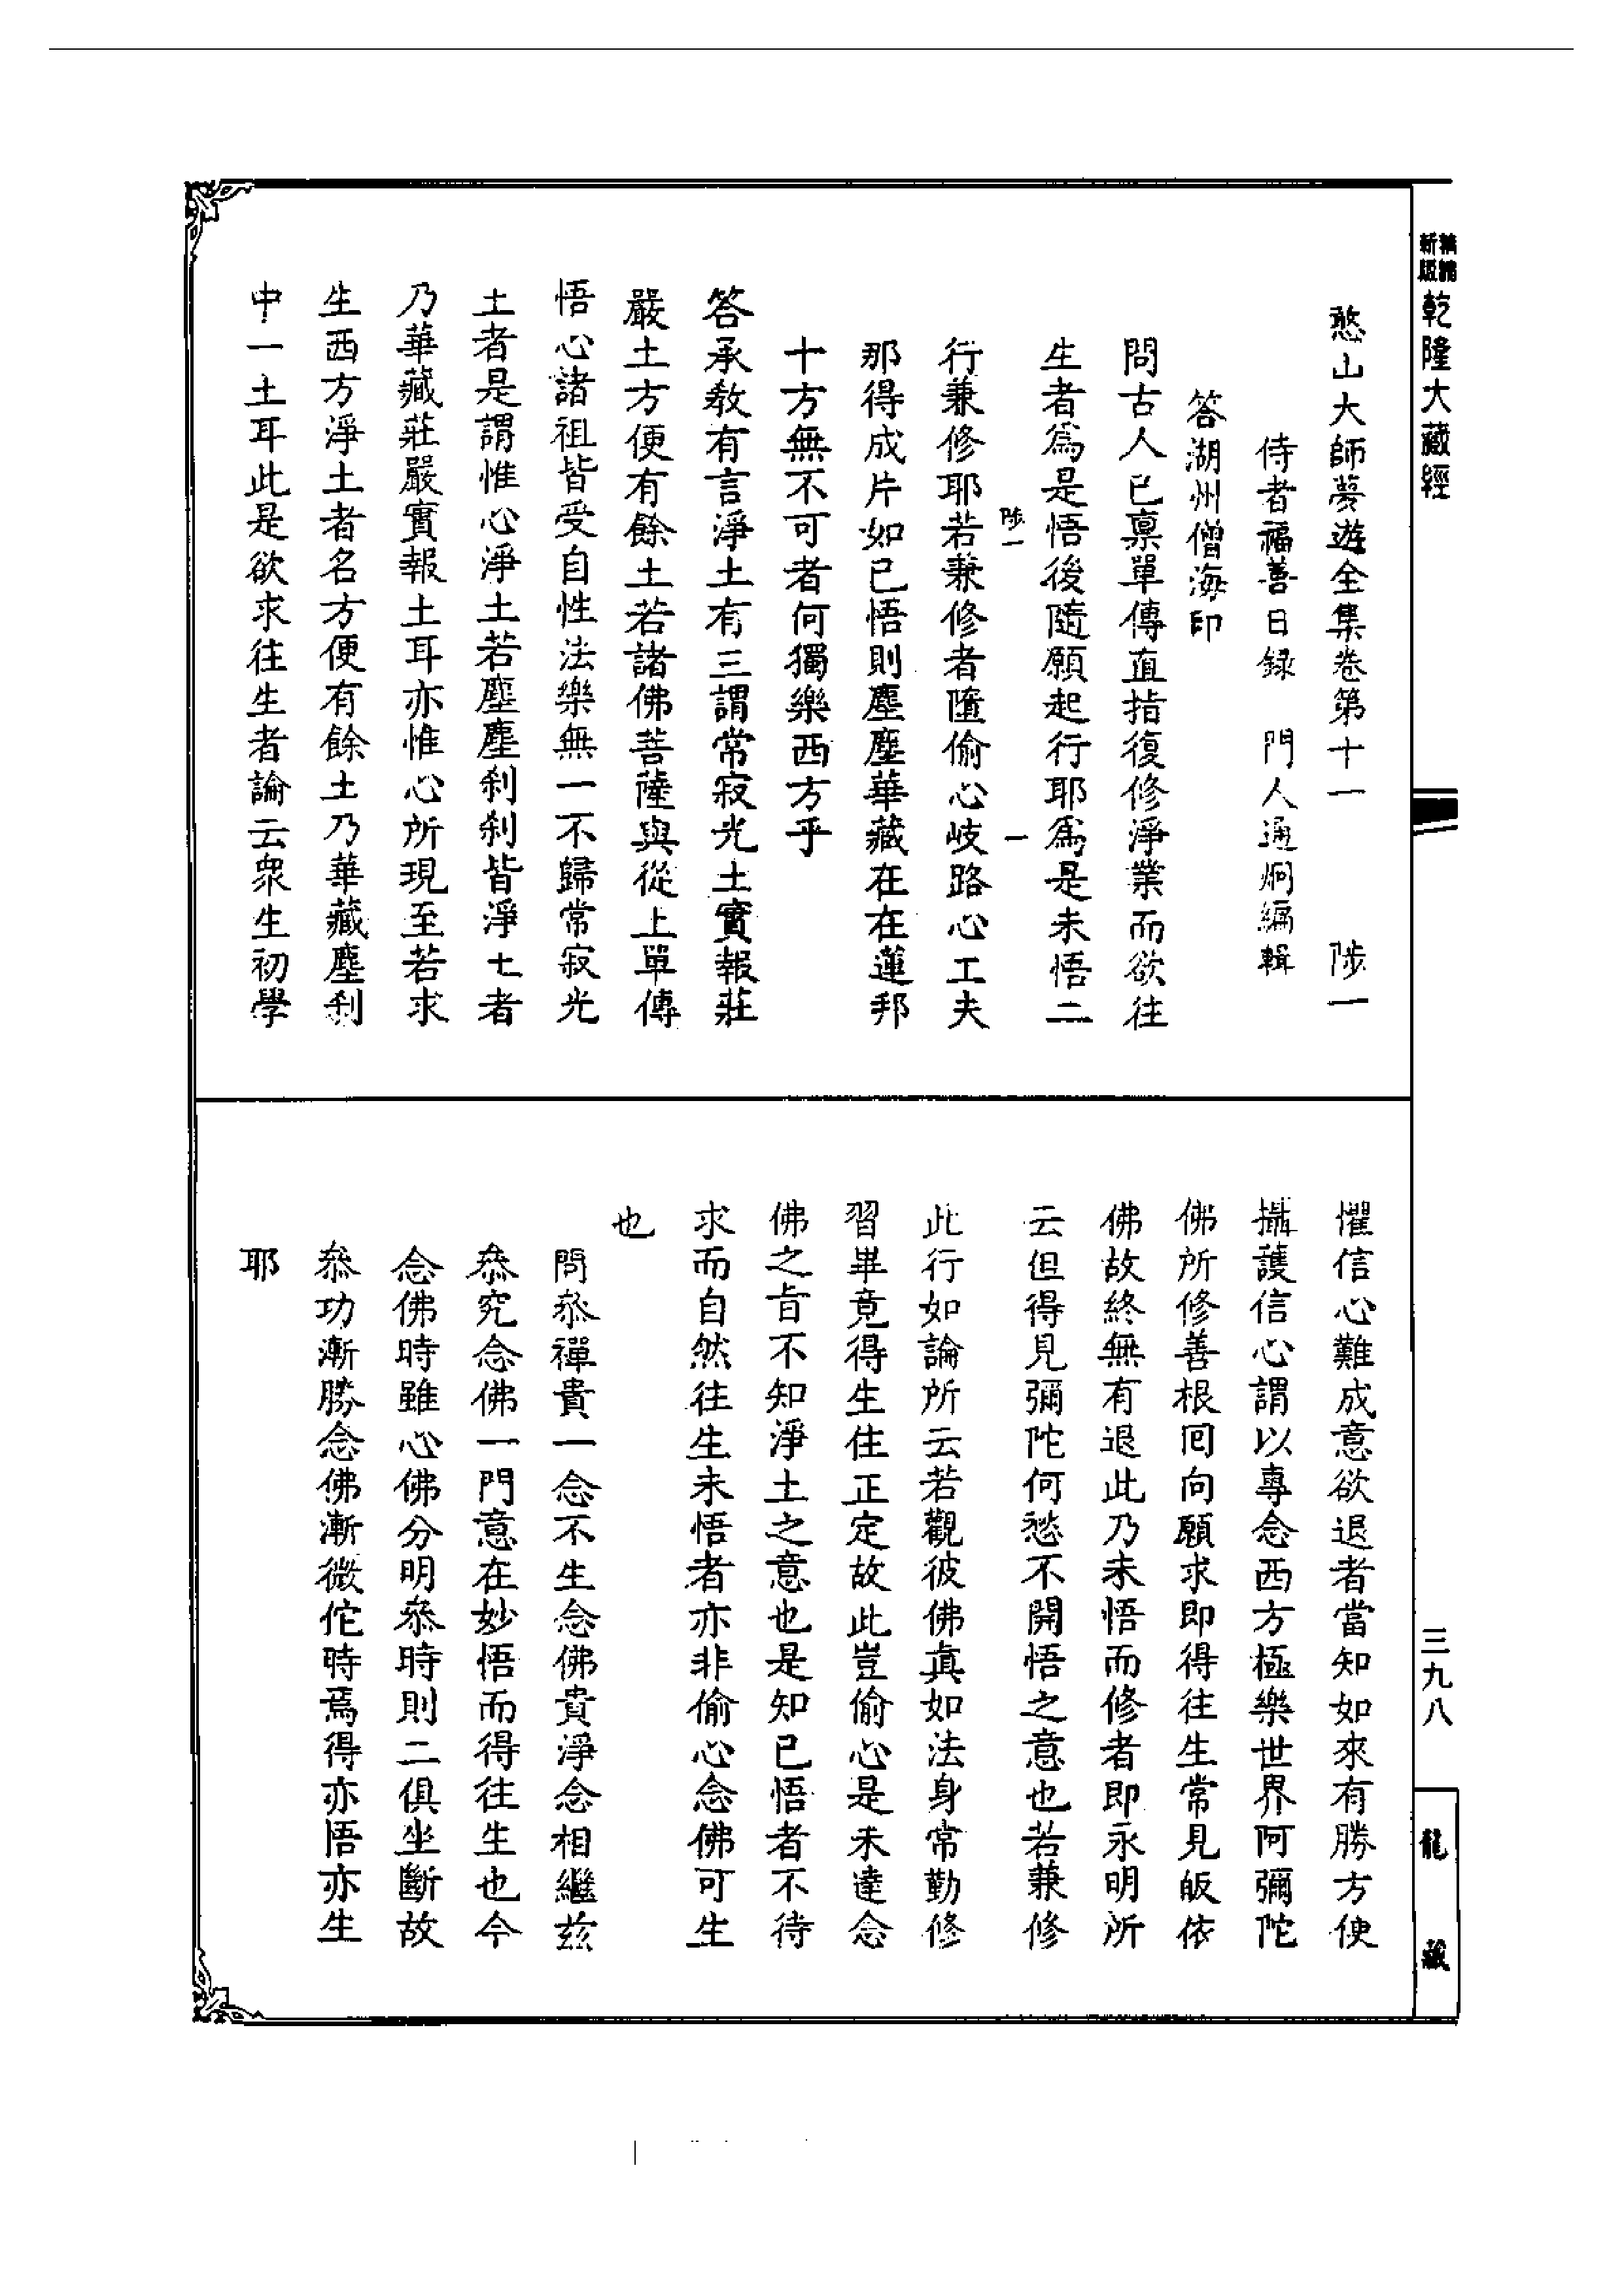 精編新版
乾隆大藏經
三九八
龍藏
憨山大師夢遊全集卷第十一 陟一
侍者福善日録 門人通炯編輯
答湖州僧海印
問古人已稟單傳直指復修淨業而欲往
生者爲是悟後隨願起行耶爲是未悟二
陟一 一
行兼修耶若兼修者墮偷心岐路心工夫
那得成片如已悟則塵塵華藏在在蓮邦
十方無不可者何獨樂西方乎
答承教有言淨土有三謂常寂光土實報莊
嚴土方便有餘土若諸佛菩薩與從上單傳
悟心諸祖皆受自性法樂無一不歸常寂光
土者是謂惟心淨土若塵塵刹刹皆淨七者
乃華藏莊嚴實報土耳亦惟心所現至若求
生西方淨土者名方便有餘土乃華藏塵刹
中一土耳此是欲求往生者論云衆生初學
懼信心難成意欲退者當知如來有勝方便
攝護信心謂以專念西方極樂世界阿彌陀
佛所修善根囘向願求即得往生常見皈依
佛故終無有退此乃未悟而修者即永明所
云但得見彌陀何愁不開悟之意也若兼修
此行如論所云若觀彼佛眞如法身常勤修
習畢竟得生住正定故此豈偷心是未達念
佛之旨不知淨土之意也是知已悟者不待
求而自然往生未悟者亦非偷心念佛可生
也
問叅禪貴一念不生念佛貴淨念相繼兹
叅究念佛一門意在妙悟而得往生也今
念佛時雖心佛分明叅時則二俱坐斷故
叅功漸勝念佛漸微佗時焉得亦悟亦生
耶